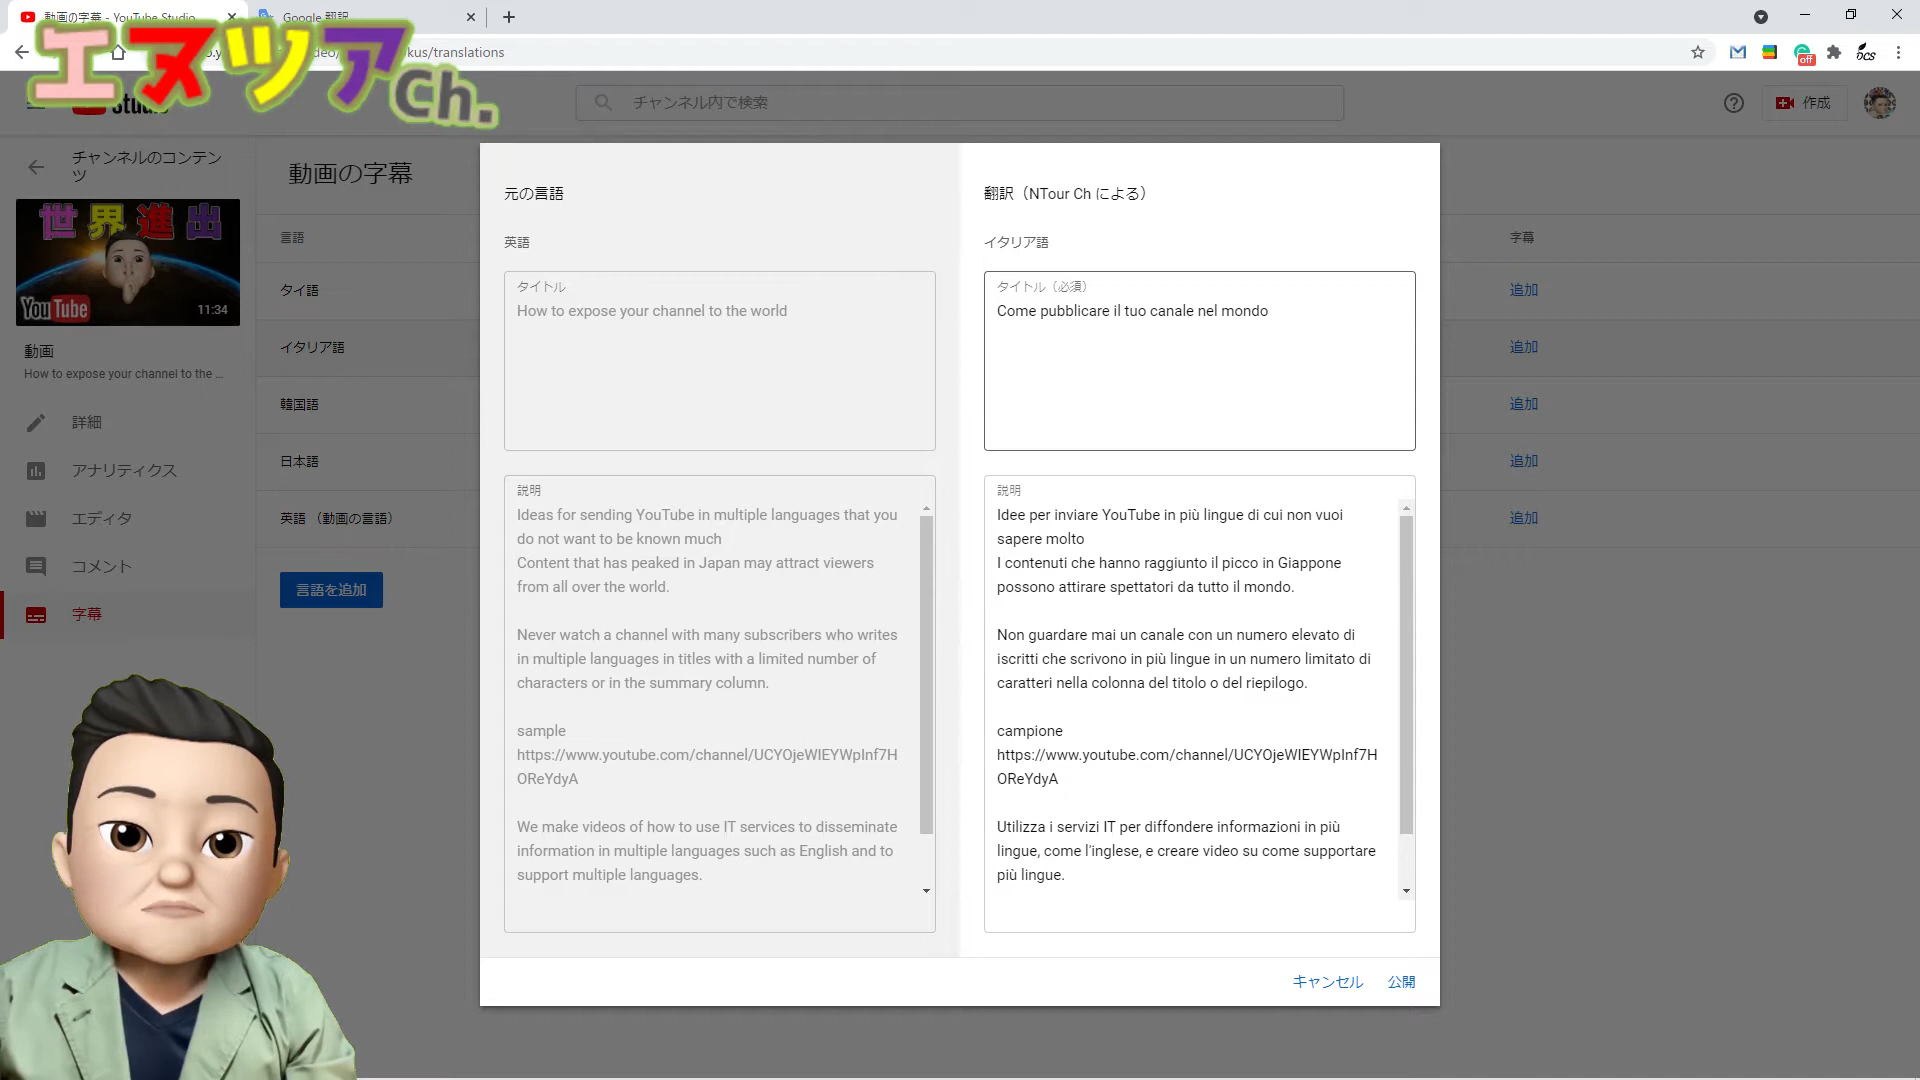 動画の字幕 - YouTube Studio
Google 翻訳
kus/translations
エヌツアCh.
チャンネル内で検索
作成
チャンネルのコンテン
ツ
世界進出
YouTube
11:34
動画
How to expose your channel to the ...
詳細
アナリティクス
エディタ
コメント
字幕
動画の字幕
言語
字幕
タイ語
追加
イタリア語
追加
韓国語
追加
日本語
追加
英語 (動画の言語)
追加
言語を追加
元の言語
英語
タイトル
How to expose your channel to the world
説明
Ideas for sending YouTube in multiple languages that you
do not want to be known much
Content that has peaked in Japan may attract viewers
from all over the world.
Never watch a channel with many subscribers who writes
in multiple languages in titles with a limited number of
characters or in the summary column.
sample
https://www.youtube.com/channel/UCYOjeWIEYWpInf7H
OReYdyA
We make videos of how to use IT services to disseminate
information in multiple languages such as English and to
support multiple languages.
翻訳（NTour Ch による）
イタリア語
タイトル（必須）
Come pubblicare il tuo canale nel mondo
説明
Idee per inviare YouTube in più lingue di cui non vuoi
sapere molto
I contenuti che hanno raggiunto il picco in Giappone
possono attirare spettatori da tutto il mondo.
Non guardare mai un canale con un numero elevato di
iscritti che scrivono in più lingue in un numero limitato di
caratteri nella colonna del titolo o del riepilogo.
campione
https://www.youtube.com/channel/UCYOjeWIEYWpInf7H
OReYdyA
Utilizza i servizi IT per diffondere informazioni in più
lingue, come l'inglese, e creare video su come supportare
più lingue.
キャンセル
公開
off
OCS